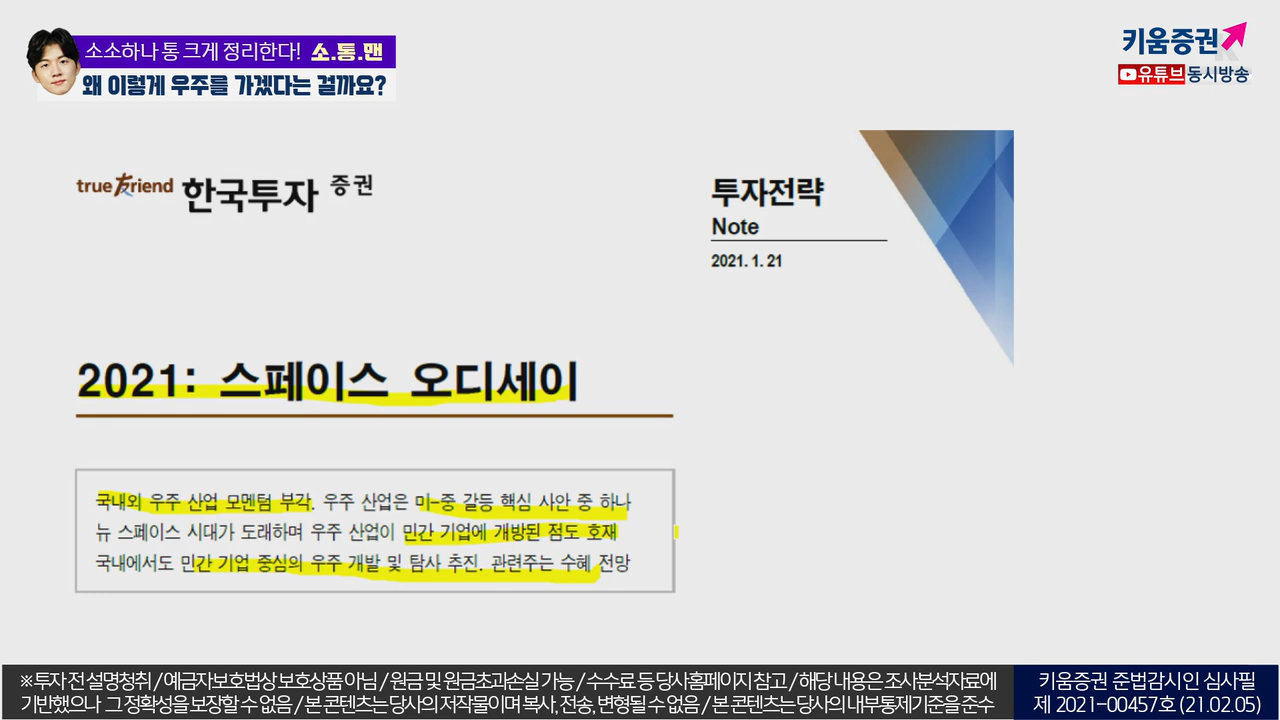 소소하나 통 크게 정리한다! 소.통.맨
왜 이렇게 우주를 가겠다는 걸까요?
키움증권
유튜브동시방송
true friend 한국투자 증권
투자전략
Note
2021. 1. 21
2021: 스페이스 오디세이
국내외 우주 산업 모멘텀 부각. 우주 산업은 미-중 갈등 핵심 사안 중 하나
뉴 스페이스 시대가 도래하며 우주 산업이 민간 기업에 개방된 점도 호재
국내에서도 민간 기업 중심의 우주 개발 및 탐사 추진. 관련주는 수혜 전망
※투자 전 설명청취 / 예금자보호법상 보호상품 아님 / 원금 및 원금초과손실 가능 / 수수료 등 당사홈페이지 참고 / 해당 내용은 조사분석자료에
기반했으나 그 정확성을 보장할 수 없음 / 본 콘텐츠는 당사의 저작물이며 복사, 전송, 변형될 수 없음 / 본 콘텐츠는 당사의 내부통제기준을 준수
키움증권 준법감시인 심사필
제 2021-00457호 (21.02.05)